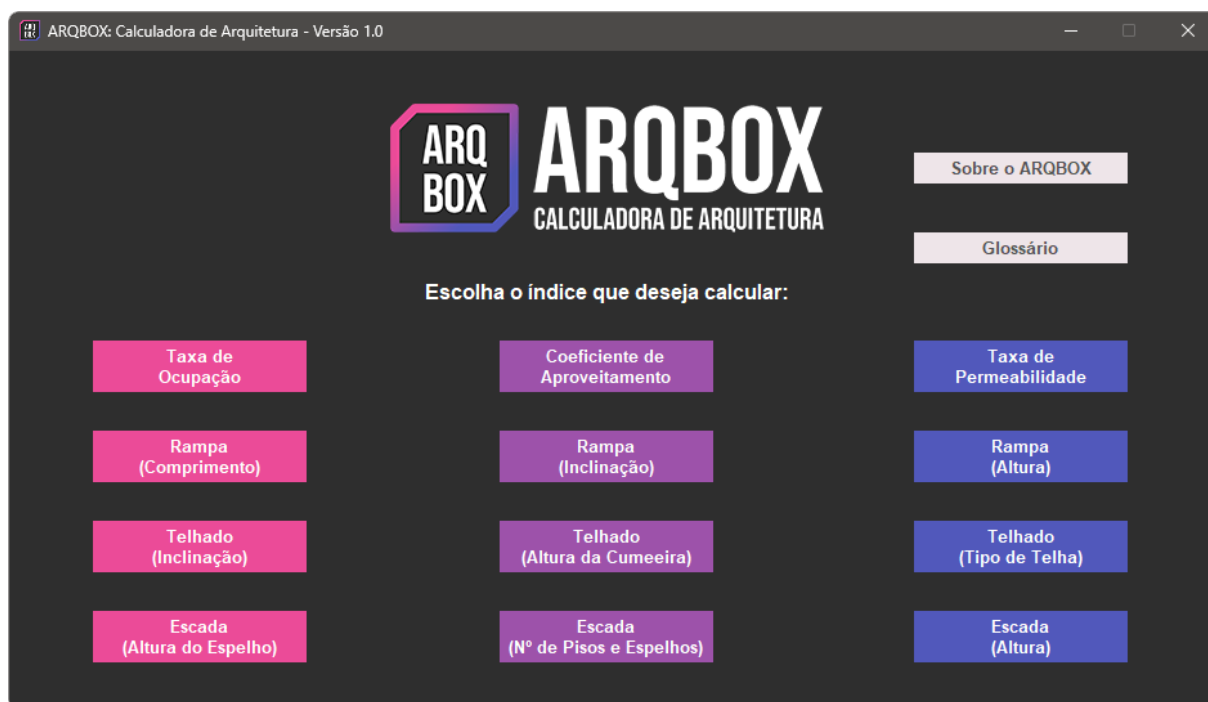 ARQBOX: Calculadora de Arquitetura - Versão 1.0
ARQ
BOX
ARQBOX
CALCULADORA DE ARQUITETURA
Sobre o ARQBOX
Glossário
Escolha o índice que deseja calcular:
Taxa de
Ocupação
Coeficiente de
Aproveitamento
Taxa de
Permeabilidade
Rampa
(Comprimento)
Rampa
(Inclinação)
Rampa
(Altura)
Telhado
(Inclinação)
Telhado
(Altura da Cumeeira)
Telhado
(Tipo de Telha)
Escada
(Altura do Espelho)
Escada
(Nº de Pisos e Espelhos)
Escada
(Altura)